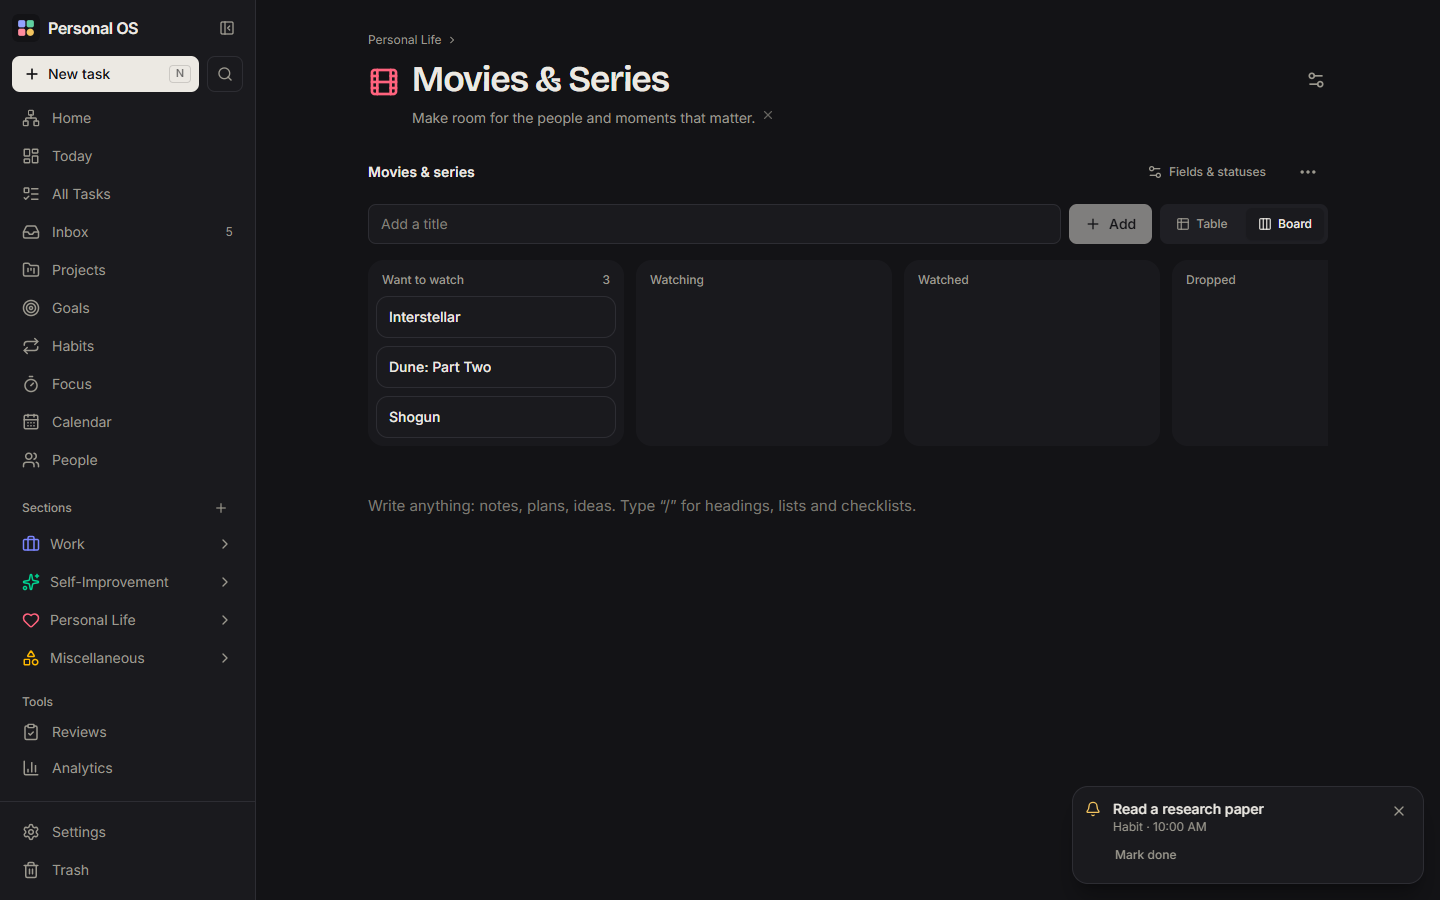 Personal OS
New task
N
Home
Today
All Tasks
Inbox
5
Projects
Goals
Habits
Focus
Calendar
People
Sections
Work
Self-Improvement
Personal Life
Miscellaneous
Tools
Reviews
Analytics
Settings
Trash
Personal Life
Movies & Series
Make room for the people and moments that matter.
Movies & series
Fields & statuses
Add a title
Add
Table
Board
Want to watch
3
Interstellar
Dune: Part Two
Shogun
Watching
Watched
Dropped
Write anything: notes, plans, ideas. Type “/” for headings, lists and checklists.
Read a research paper
Habit · 10:00 AM
Mark done